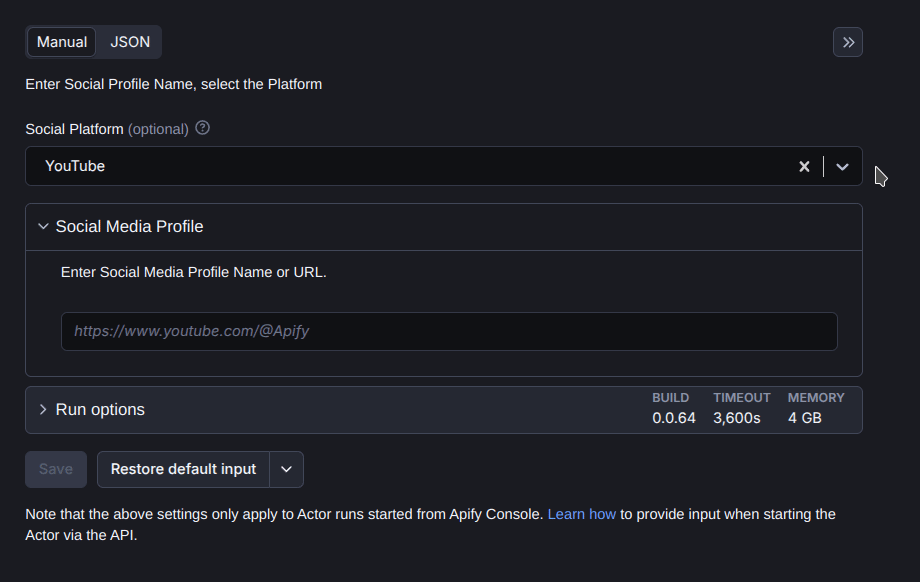 Manual JSON
Enter Social Profile Name, select the Platform
Social Platform (optional)
YouTube
Social Media Profile
Enter Social Media Profile Name or URL.
https://www.youtube.com/@Apify
Run options
BUILD TIMEOUT MEMORY
0.0.64 3,600s 4 GB
Save Restore default input
Note that the above settings only apply to Actor runs started from Apify Console. Learn how to provide input when starting the
Actor via the API.